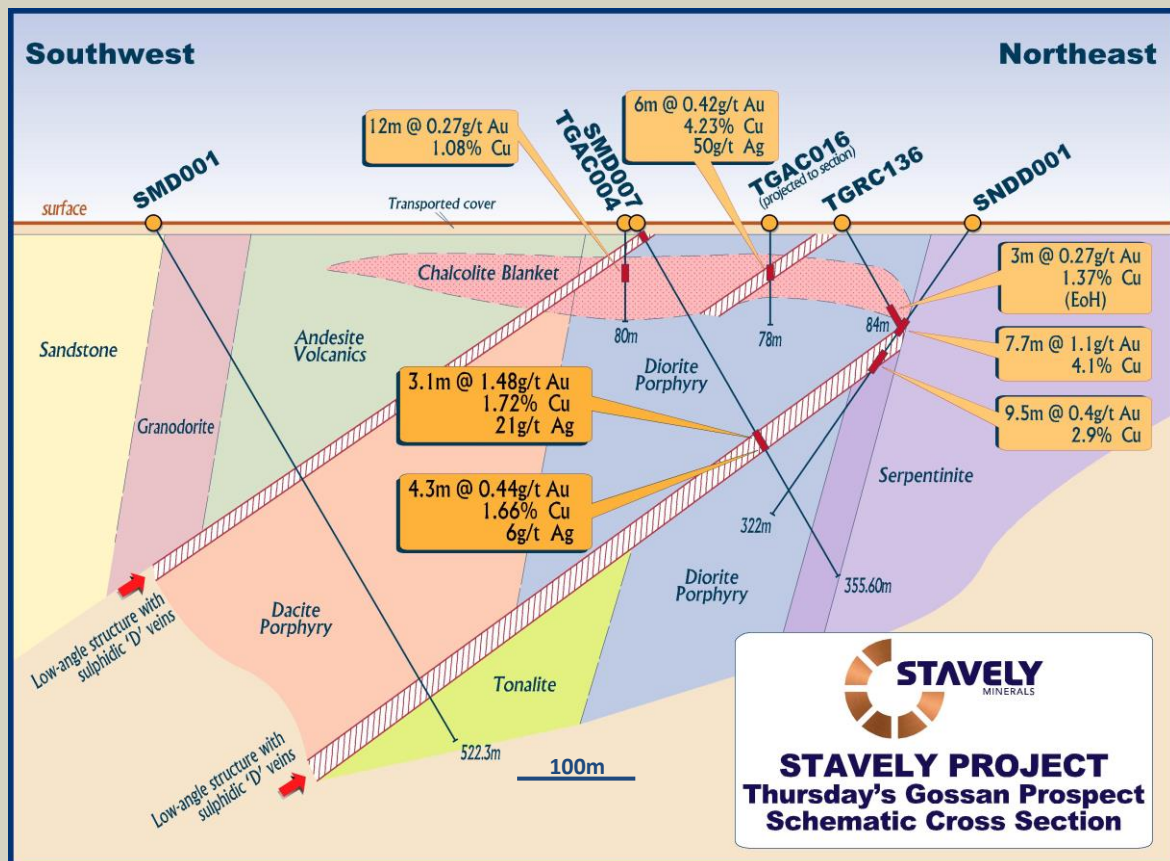 Southwest
Northeast
12m @ 0.27g/t Au
1.08% Cu
6m @ 0.42g/t Au
4.23% Cu
50g/t Ag
SMD001
TGAC004
SMD007
TGAC016
(projected to section)
TGRC136
SNDD001
surface
Transported cover
Chalcolite Blanket
3m @ 0.27g/t Au
1.37% Cu
(EoH)
80m
78m
84m
Sandstone
Andesite
Volcanics
Diorite
Porphyry
7.7m @ 1.1g/t Au
4.1% Cu
3.1m @ 1.48g/t Au
1.72% Cu
21g/t Ag
Granodorite
9.5m @ 0.4g/t Au
2.9% Cu
4.3m @ 0.44g/t Au
1.66% Cu
6g/t Ag
Serpentinite
322m
355.60m
Diorite
Porphyry
Dacite
Porphyry
Low-angle structure with
sulphidic 'D' veins
Tonalite
522.3m
Low-angle structure with
sulphidic 'D' veins
100m
STAVELY
MINERALS
STAVELY PROJECT
Thursday's Gossan Prospect
Schematic Cross Section